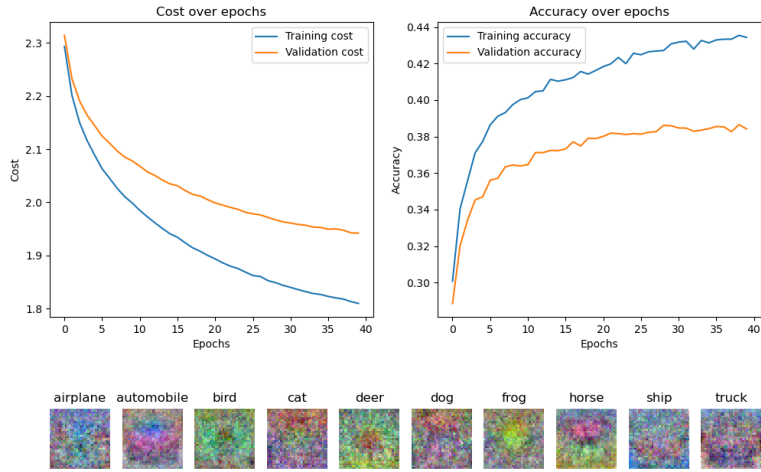 Cost over epochs
Training cost
Validation cost
2.3
2.2
2.1
2.0
1.9
1.8
Cost
0 5 10 15 20 25 30 35 40
Epochs
Accuracy over epochs
Training accuracy
Validation accuracy
0.44
0.42
0.40
0.38
0.36
0.34
0.32
0.30
Accuracy
0 5 10 15 20 25 30 35 40
Epochs
airplane automobile bird cat deer dog frog horse ship truck